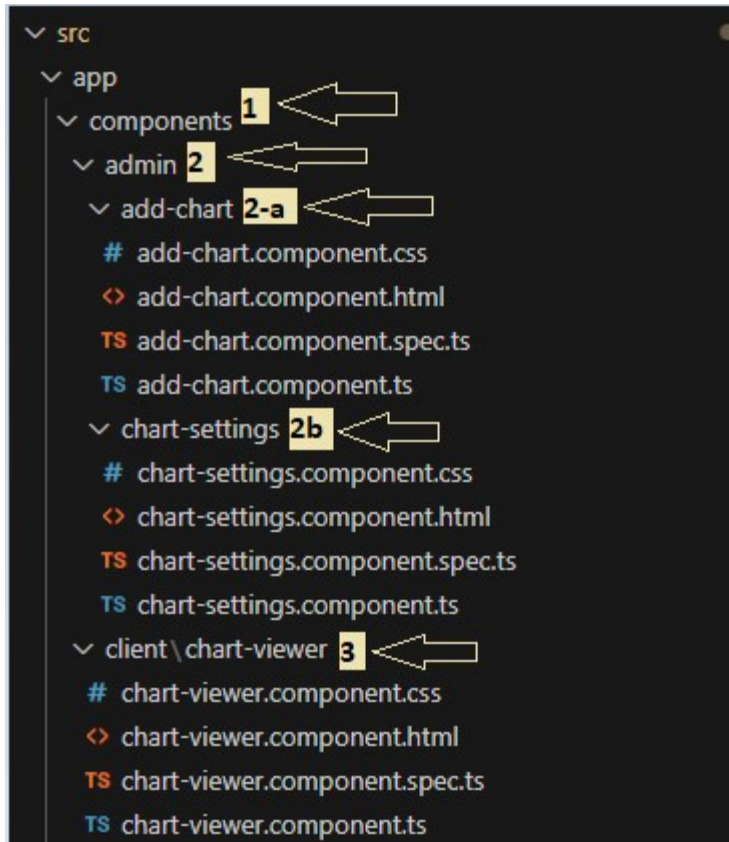 src
app
components 1
admin 2
add-chart 2-a
# add-chart.component.css
<> add-chart.component.html
TS add-chart.component.spec.ts
TS add-chart.component.ts
chart-settings 2b
# chart-settings.component.css
<> chart-settings.component.html
TS chart-settings.component.spec.ts
TS chart-settings.component.ts
client\chart-viewer 3
# chart-viewer.component.css
<> chart-viewer.component.html
TS chart-viewer.component.spec.ts
TS chart-viewer.component.ts